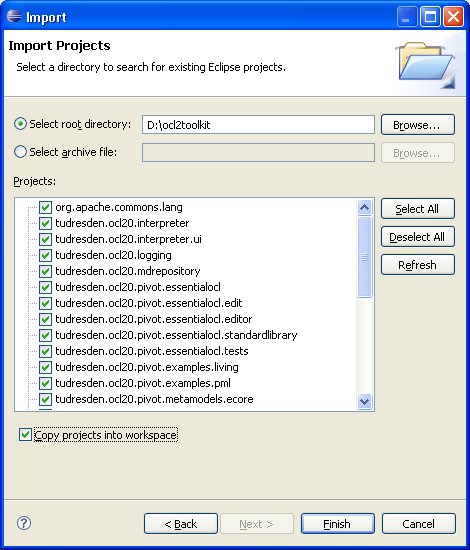 Import
Import Projects
Select a directory to search for existing Eclipse projects.
Select root directory: D:\ocl2toolkit Browse...
Select archive file: Browse...
Projects:
org.apache.commons.lang
tudresden.ocl20.interpreter
tudresden.ocl20.interpreter.ui
tudresden.ocl20.logging
tudresden.ocl20.mdrepository
tudresden.ocl20.pivot.essentialocl
tudresden.ocl20.pivot.essentialocl.edit
tudresden.ocl20.pivot.essentialocl.editor
tudresden.ocl20.pivot.essentialocl.standardlibrary
tudresden.ocl20.pivot.essentialocl.tests
tudresden.ocl20.pivot.examples.living
tudresden.ocl20.pivot.examples.pml
tudresden.ocl20.pivot.metamodels.ecore
Select All
Deselect All
Refresh
Copy projects into workspace
? < Back Next > Finish Cancel